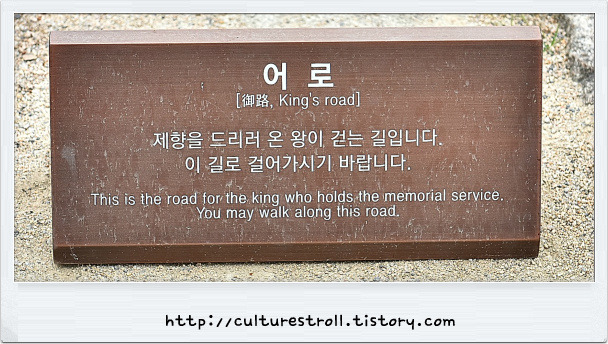 어 로
[御路, King's road]
제향을 드리러 온 왕이 걷는 길입니다.
이 길로 걸어가시기 바랍니다.
This is the road for the king who holds the memorial service.
You may walk along this road.
http://culturestroll.tistory.com